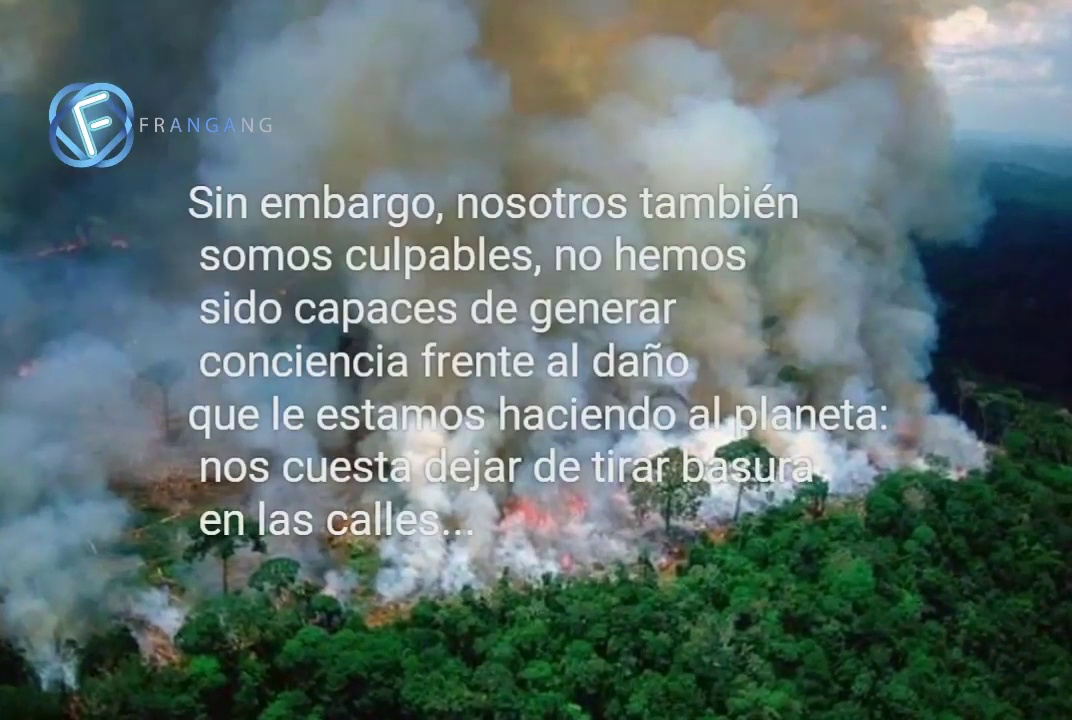 F FRANGANG
Sin embargo, nosotros también
somos culpables, no hemos
sido capaces de generar
conciencia frente al daño
que le estamos haciendo al planeta:
nos cuesta dejar de tirar basura
en las calles...